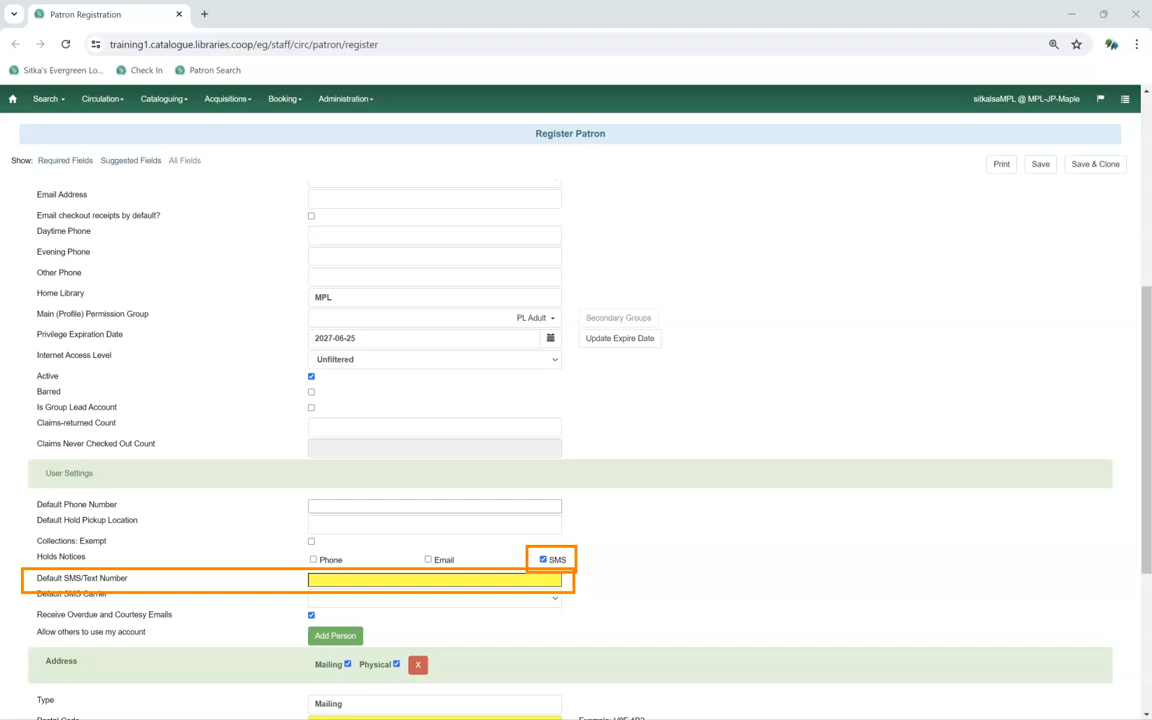 Patron Registration
training1.catalogue.libraries.coop/eg/staff/circ/patron/register
Sitka's Evergreen Lo... Check In Patron Search
Search Circulation Cataloguing Acquisitions Booking Administration sitkalsaMPL @ MPL-JP-Maple
Register Patron
Show: Required Fields Suggested Fields All Fields Print Save Save & Clone
Email Address
Email checkout receipts by default?
Daytime Phone
Evening Phone
Other Phone
Home Library MPL
Main (Profile) Permission Group PL Adult Secondary Groups
Privilege Expiration Date 2027-06-25 Update Expire Date
Internet Access Level Unfiltered
Active
Barred
Is Group Lead Account
Claims-returned Count
Claims Never Checked Out Count
User Settings
Default Phone Number
Default Hold Pickup Location
Collections: Exempt
Holds Notices Phone Email SMS
Default SMS/Text Number
Default SMS Carrier
Receive Overdue and Courtesy Emails
Allow others to use my account Add Person
Address Mailing Physical X
Type Mailing
Postal Code Example: V0E 4B2